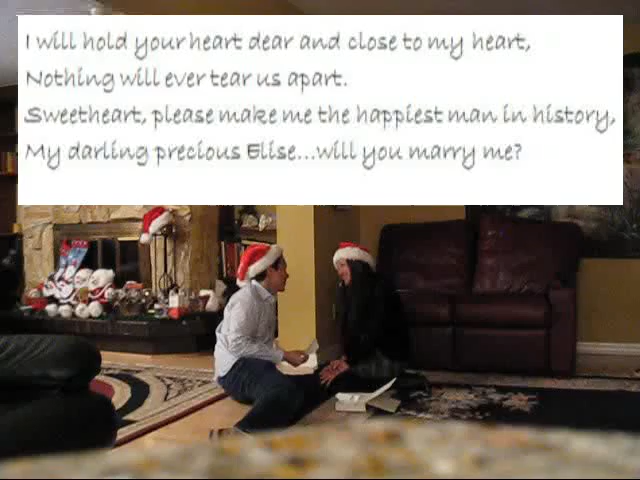 I will hold your heart dear and close to my heart,
Nothing will ever tear us apart.
Sweetheart, please make me the happiest man in history,
My darling precious Elise...will you marry me?